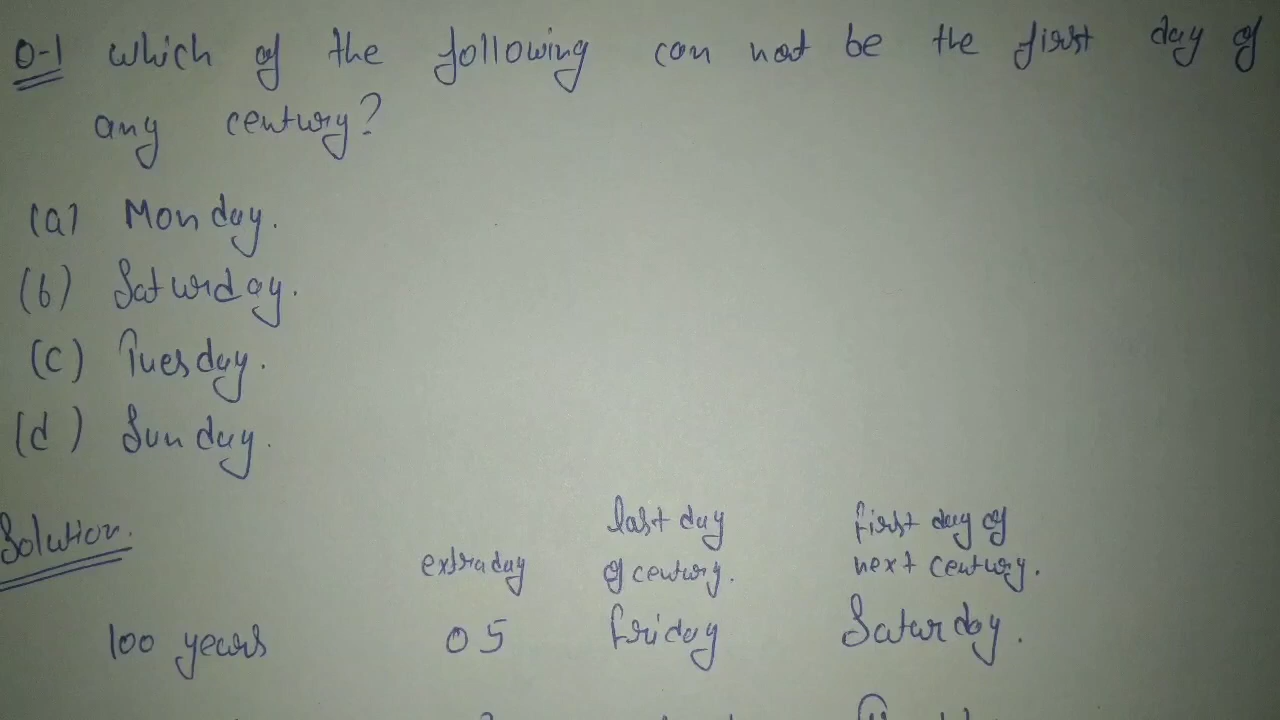 Q-1 Which of the following can not be the first day of
any century?
(a) Monday.
(b) Saturday.
(c) Tuesday.
(d) Sunday.
Solution.
extraday last day of century. first day of next century.
100 years 05 friday Saturday.